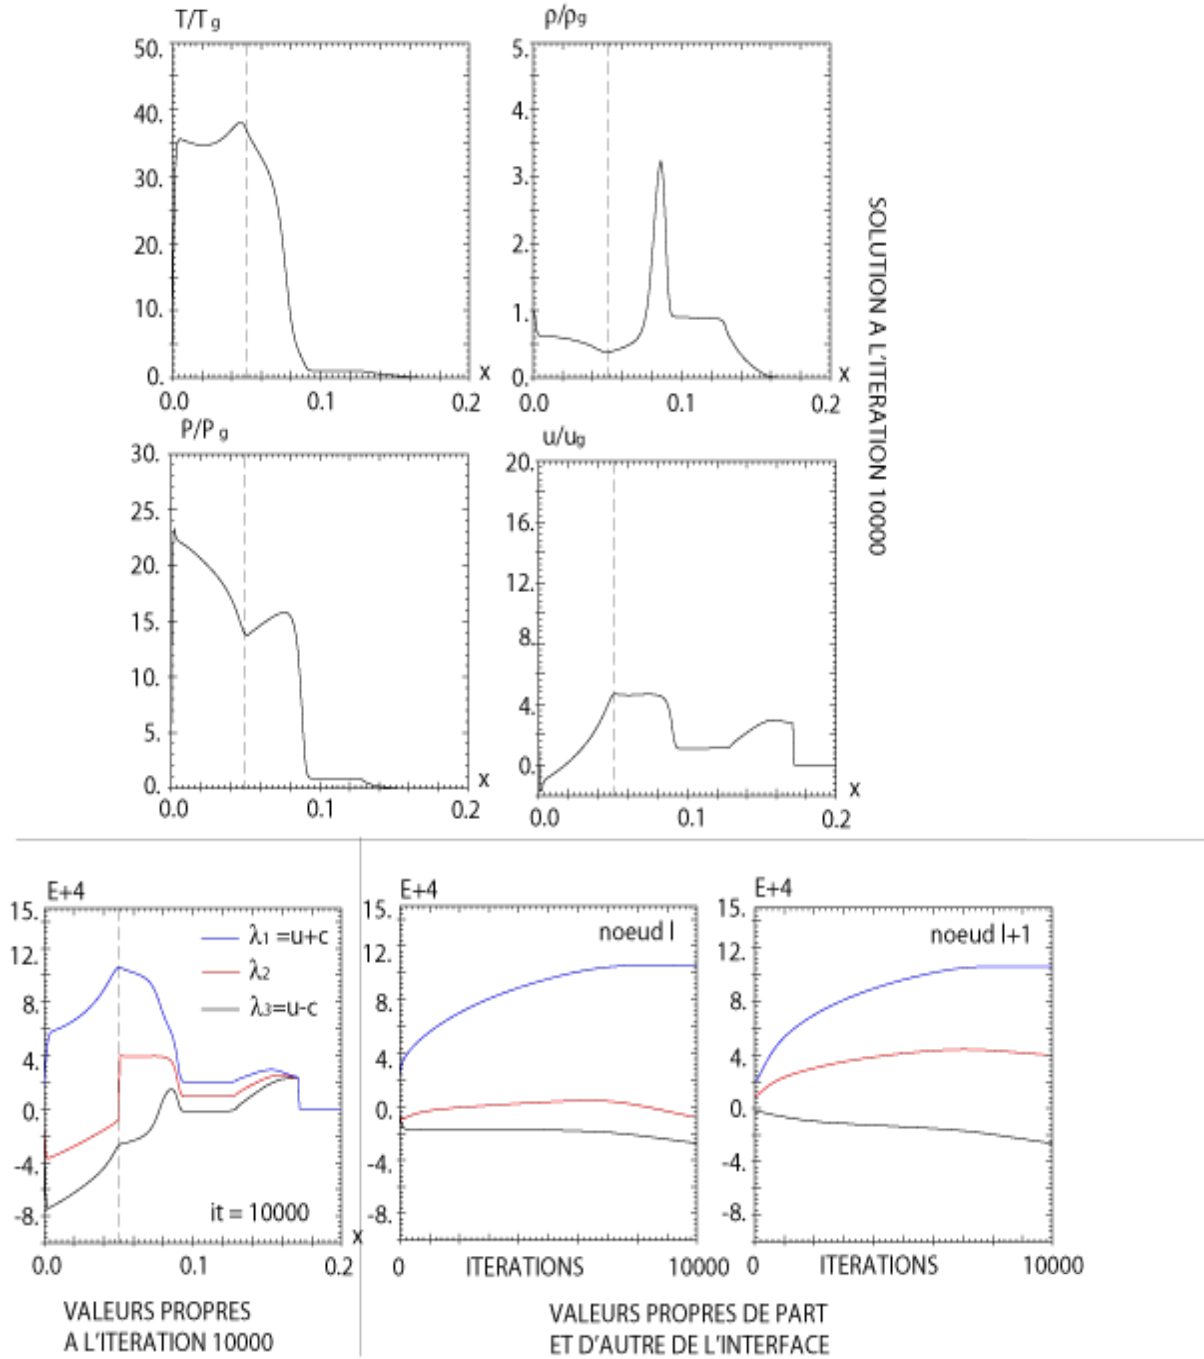 T/Tg
50.
40.
30.
20.
10.
0.
0.0
0.1
0.2
x
ρ/ρg
5.
4.
3.
2.
1.
0.
0.0
0.1
0.2
x
SOLUTION A L'ITERATION 10000
P/Pg
30.
25.
20.
15.
10.
5.
0.
0.0
0.1
0.2
x
u/ug
20.
16.
12.
8.
4.
0.
0.0
0.1
0.2
x
E+4
15.
12.
8.
4.
0.
-4.
-8.
λ1 =u+c
λ2
λ3=u-c
it = 10000
x
0.0
0.1
0.2
VALEURS PROPRES
A L'ITERATION 10000
E+4
15.
12.
8.
4.
0.
-4.
-8.
noeud l
0
ITERATIONS
10000
E+4
15.
12.
8.
4.
0.
-4.
-8.
noeud l+1
0
ITERATIONS
10000
VALEURS PROPRES DE PART
ET D'AUTRE DE L'INTERFACE